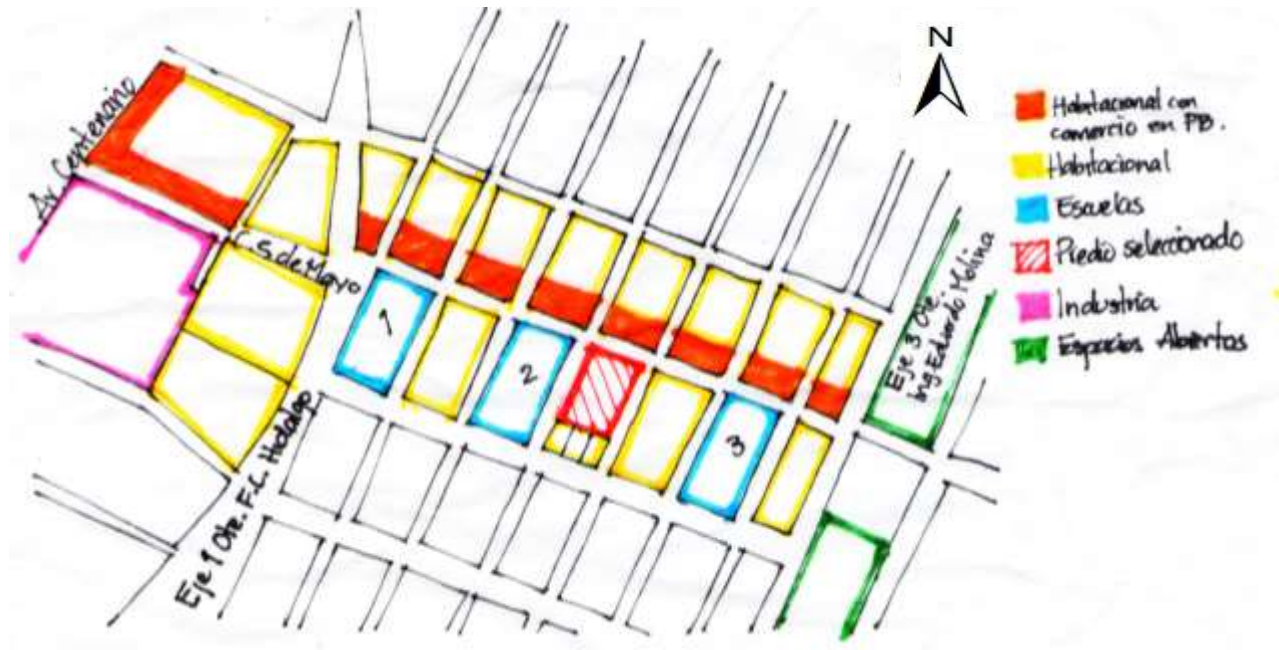 N
Habitacional con
comercio en PB.
Habitacional
Escuelas
Predio seleccionado
Industria
Espacios Abiertos
Av. Centenario
C. 5 de Mayo
Eje 1 Ote. F.C. Hidalgo
Eje 3 Ote.
Ing Eduardo Molina
1
2
3